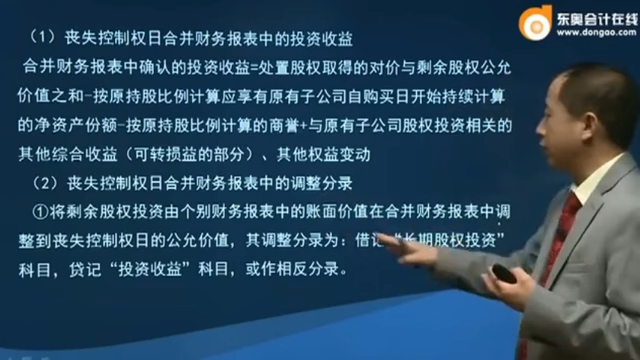 东奥会计在线
www.dongao.com
（1）丧失控制权日合并财务报表中的投资收益
合并财务报表中确认的投资收益=处置股权取得的对价与剩余股权公允
价值之和-按原持股比例计算应享有原有子公司自购买日开始持续计算
的净资产份额-按原持股比例计算的商誉+与原有子公司股权投资相关的
其他综合收益（可转损益的部分）、其他权益变动
（2）丧失控制权日合并财务报表中的调整分录
①将剩余股权投资由个别财务报表中的账面价值在合并财务报表中调
整到丧失控制权日的公允价值，其调整分录为：借记“长期股权投资”
科目，贷记“投资收益”科目，或作相反分录。